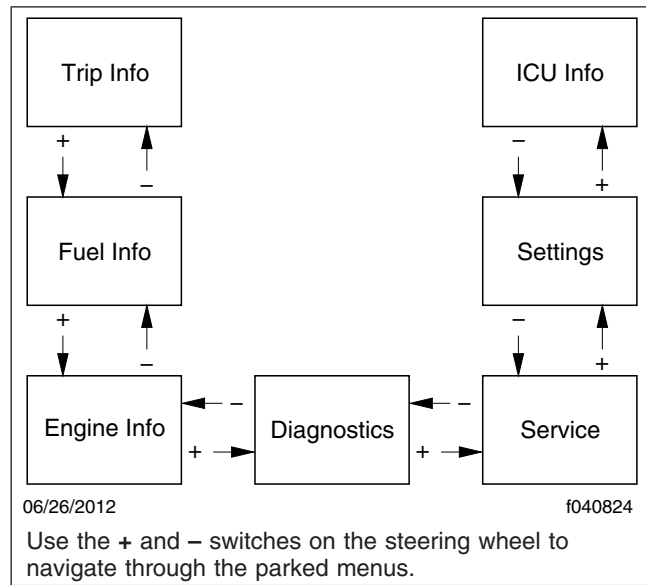 Trip Info
ICU Info
+
–
–
+
Fuel Info
Settings
+
–
–
+
Engine Info
–
Diagnostics
–
Service
+
+
06/26/2012
f040824
Use the + and – switches on the steering wheel to
navigate through the parked menus.